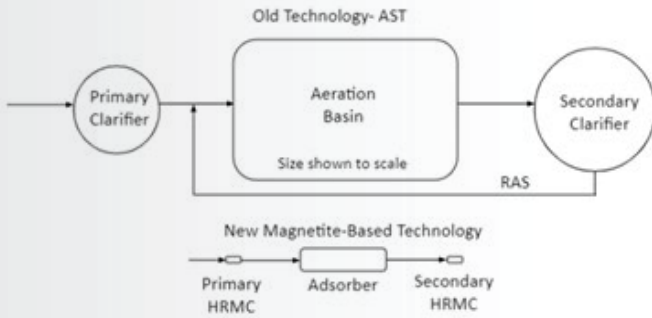 Old Technology- AST
Primary
Clarifier
Aeration
Basin
Size shown to scale
Secondary
Clarifier
RAS
New Magnetite-Based Technology
Primary
HRMC
Adsorber
Secondary
HRMC